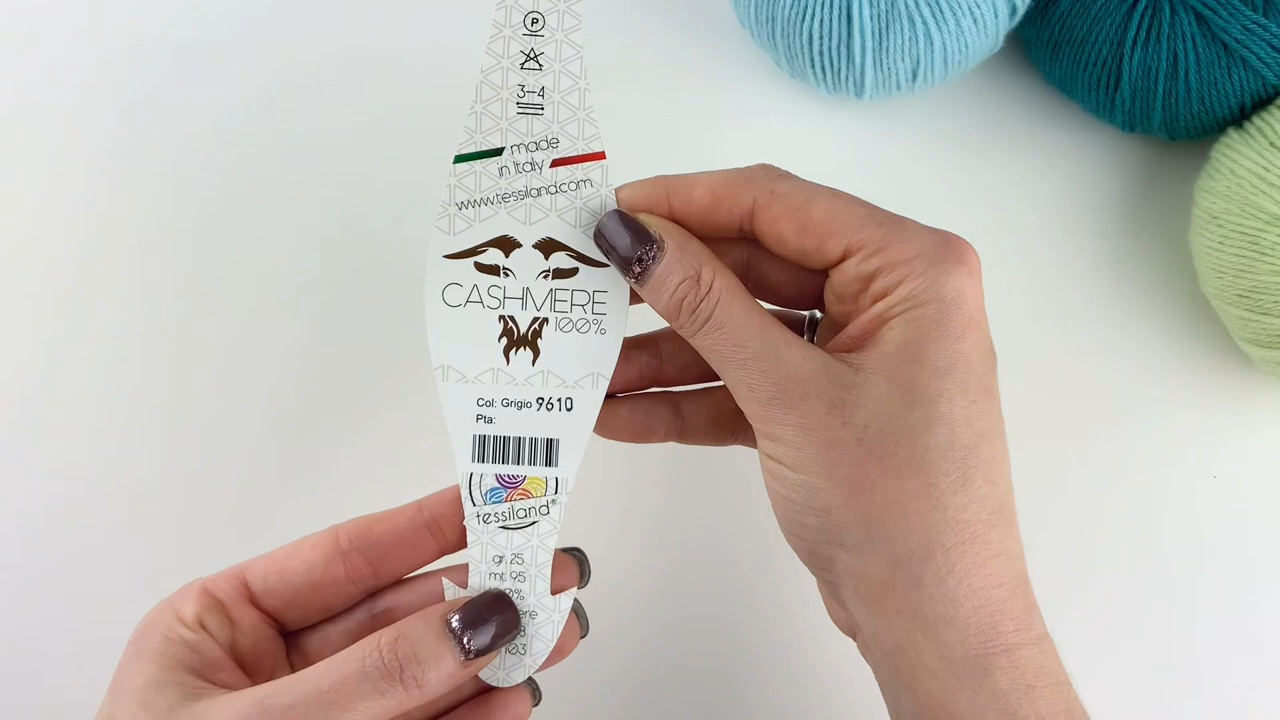 P
3-4
made
in Italy
www.tessiland.com
CASHMERE
100%
Col: Grigio 9610
Pta:
tessiland®
gr. 25
mt. 95